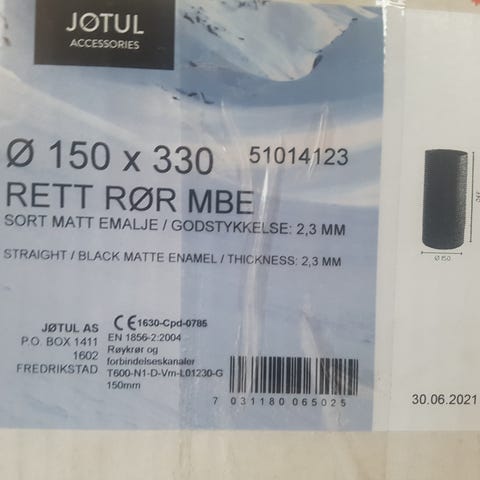 JØTUL
ACCESSORIES
Ø 150 x 330 51014123
RETT RØR MBE
SORT MATT EMALJE / GODSTYKKELSE: 2,3 MM
STRAIGHT / BLACK MATTE ENAMEL / THICKNESS: 2,3 MM
JØTUL AS
P.O. BOX 1411
1602
FREDRIKSTAD
CE 1630-Cpd-0785
EN 1856-2:2004
Røykrør og
forbindelseskanaler
T600-N1-D-Vm-L01230-G
150mm
7 031180 065025
Ø 150
30.06.2021